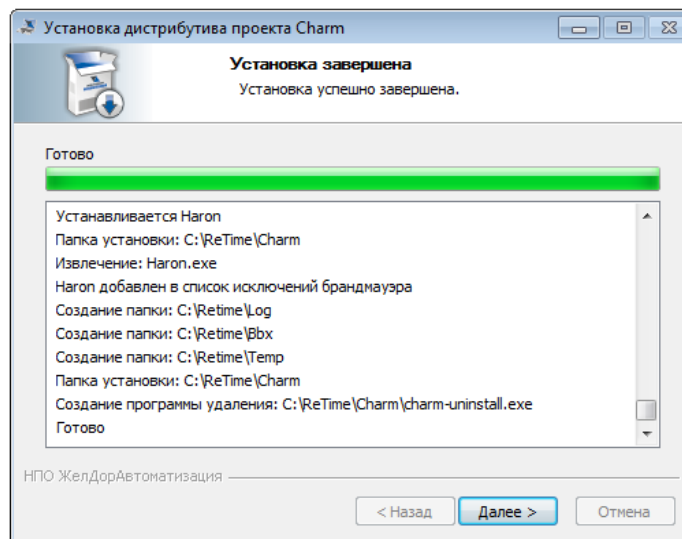 Установка дистрибутива проекта Charm
Установка завершена
Установка успешно завершена.
Готово
Устанавливается Haron
Папка установки: C:\ReTime\Charm
Извлечение: Haron.exe
Haron добавлен в список исключений брандмауэра
Создание папки: C:\Retime\Log
Создание папки: C:\Retime\Bbx
Создание папки: C:\Retime\Temp
Папка установки: C:\ReTime\Charm
Создание программы удаления: C:\ReTime\Charm\charm-uninstall.exe
Готово
НПО ЖелДорАвтоматизация
< Назад Далее > Отмена